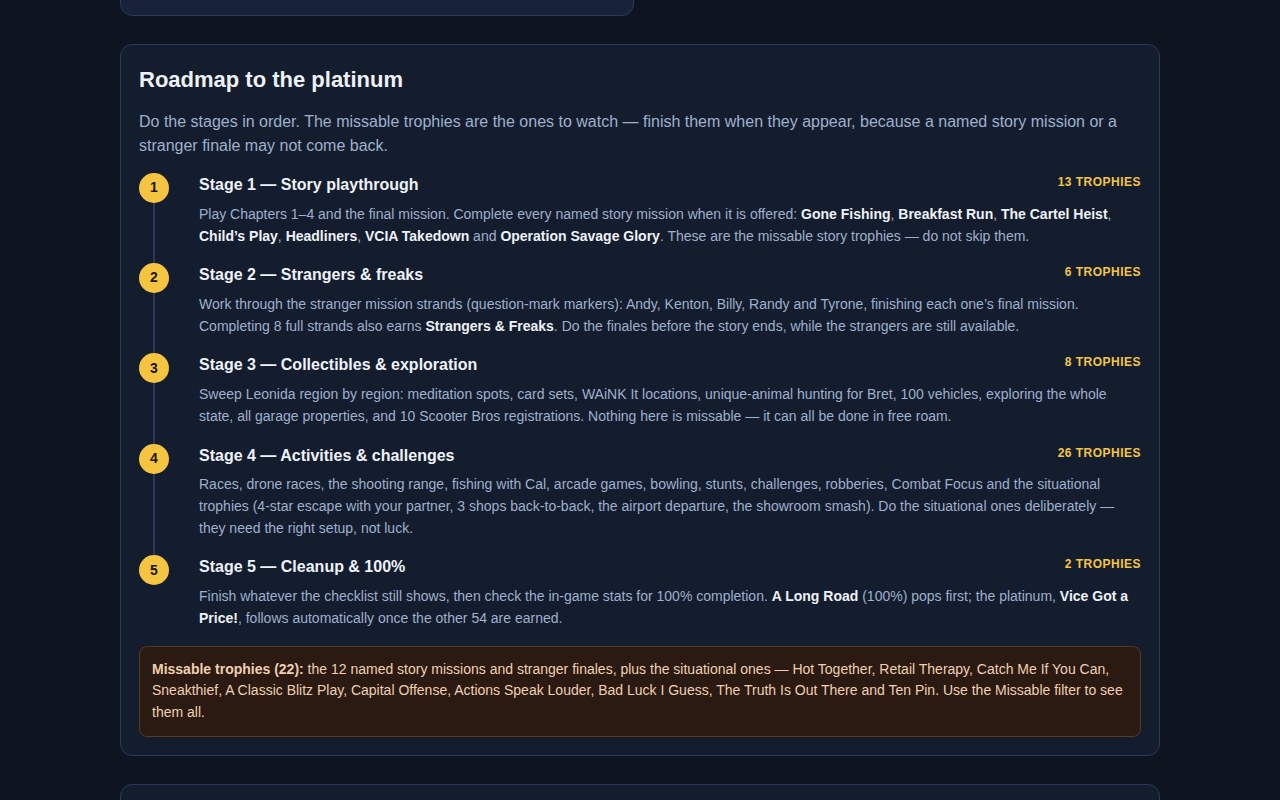 Roadmap to the platinum
Do the stages in order. The missable trophies are the ones to watch — finish them when they appear, because a named story mission or a
stranger finale may not come back.
1
Stage 1 — Story playthrough
13 TROPHIES
Play Chapters 1–4 and the final mission. Complete every named story mission when it is offered: Gone Fishing, Breakfast Run, The Cartel Heist,
Child’s Play, Headliners, VCIA Takedown and Operation Savage Glory. These are the missable story trophies — do not skip them.
2
Stage 2 — Strangers & freaks
6 TROPHIES
Work through the stranger mission strands (question-mark markers): Andy, Kenton, Billy, Randy and Tyrone, finishing each one’s final mission.
Completing 8 full strands also earns Strangers & Freaks. Do the finales before the story ends, while the strangers are still available.
3
Stage 3 — Collectibles & exploration
8 TROPHIES
Sweep Leonida region by region: meditation spots, card sets, WAiNK It locations, unique-animal hunting for Bret, 100 vehicles, exploring the whole
state, all garage properties, and 10 Scooter Bros registrations. Nothing here is missable — it can all be done in free roam.
4
Stage 4 — Activities & challenges
26 TROPHIES
Races, drone races, the shooting range, fishing with Cal, arcade games, bowling, stunts, challenges, robberies, Combat Focus and the situational
trophies (4-star escape with your partner, 3 shops back-to-back, the airport departure, the showroom smash). Do the situational ones deliberately —
they need the right setup, not luck.
5
Stage 5 — Cleanup & 100%
2 TROPHIES
Finish whatever the checklist still shows, then check the in-game stats for 100% completion. A Long Road (100%) pops first; the platinum, Vice Got a
Price!, follows automatically once the other 54 are earned.
Missable trophies (22): the 12 named story missions and stranger finales, plus the situational ones — Hot Together, Retail Therapy, Catch Me If You Can,
Sneakthief, A Classic Blitz Play, Capital Offense, Actions Speak Louder, Bad Luck I Guess, The Truth Is Out There and Ten Pin. Use the Missable filter to see
them all.